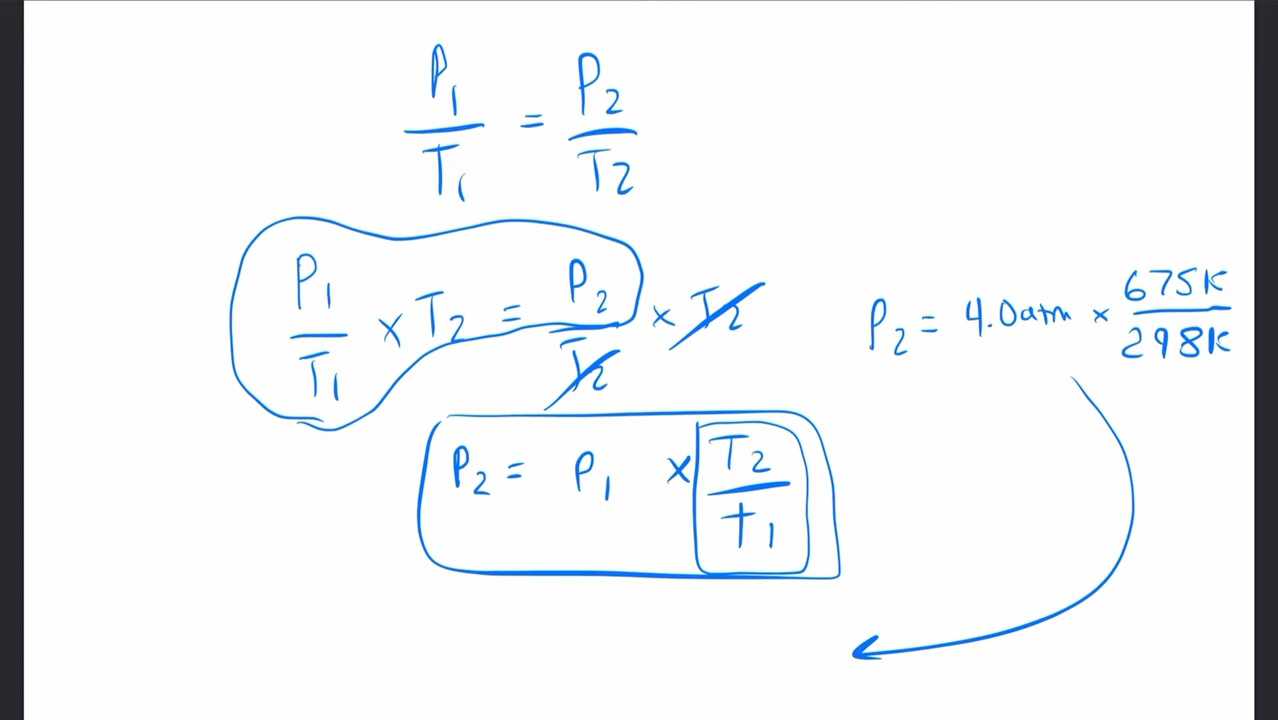 P₁/T₁ = P₂/T₂
P₁/T₁ × T₂ = P₂/T₂ × T₂
P₂ = 4.0atm × 675K/298K
P₂ = P₁ × T₂/T₁